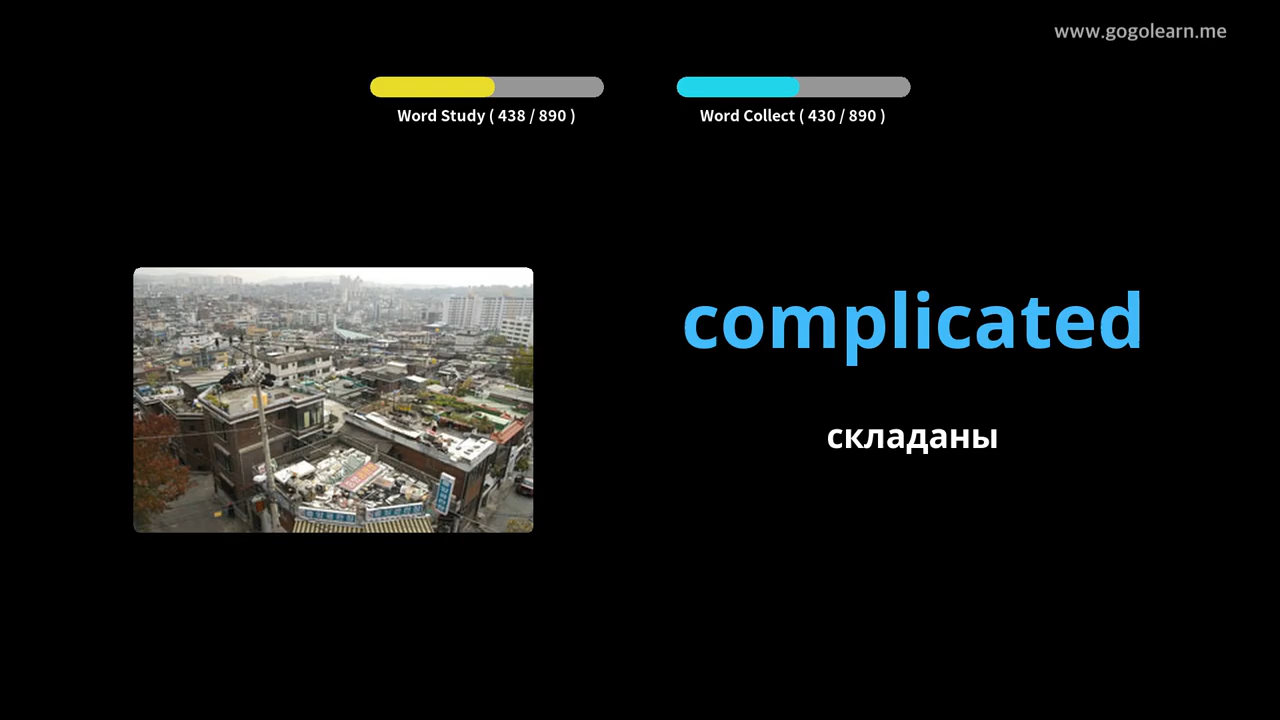 www.gogolearn.me
Word Study ( 438 / 890 )
Word Collect ( 430 / 890 )
complicated
складаны